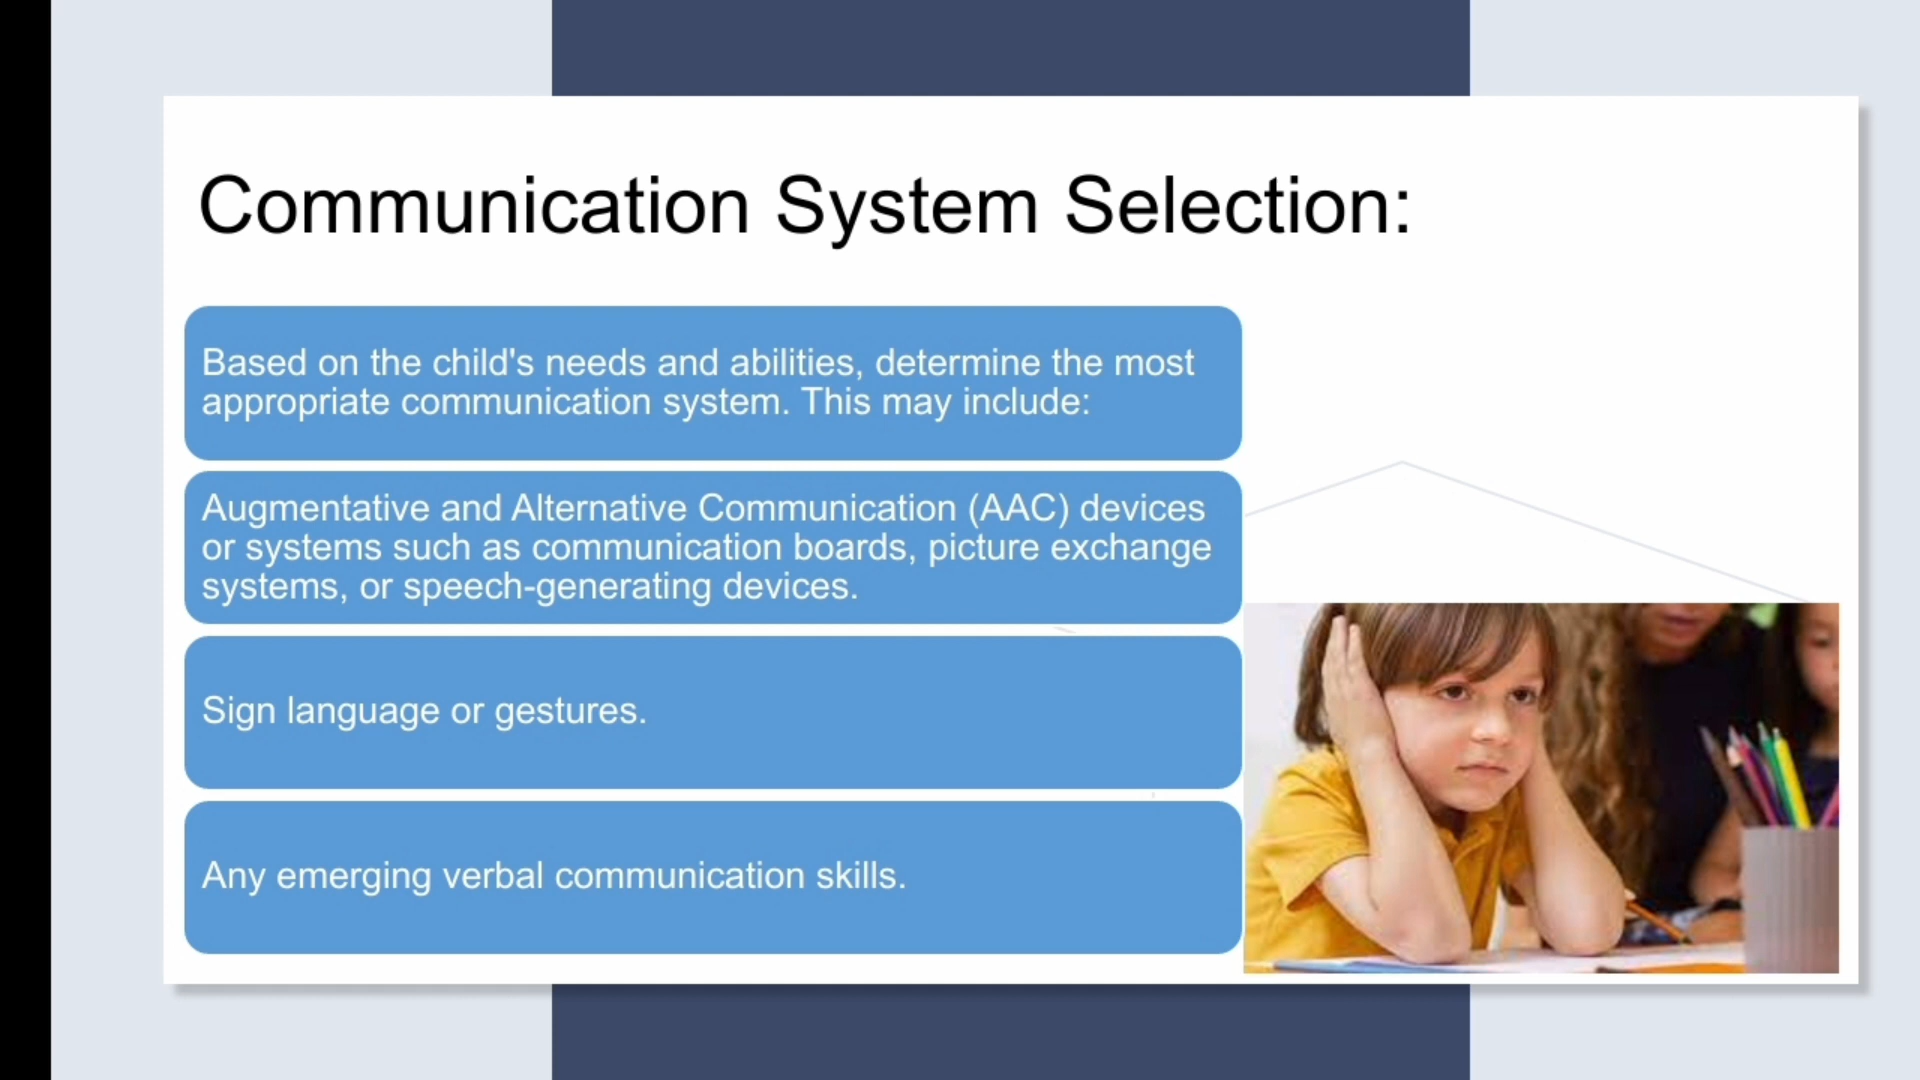 Communication System Selection:
Based on the child's needs and abilities, determine the most
appropriate communication system. This may include:
Augmentative and Alternative Communication (AAC) devices
or systems such as communication boards, picture exchange
systems, or speech-generating devices.
Sign language or gestures.
Any emerging verbal communication skills.